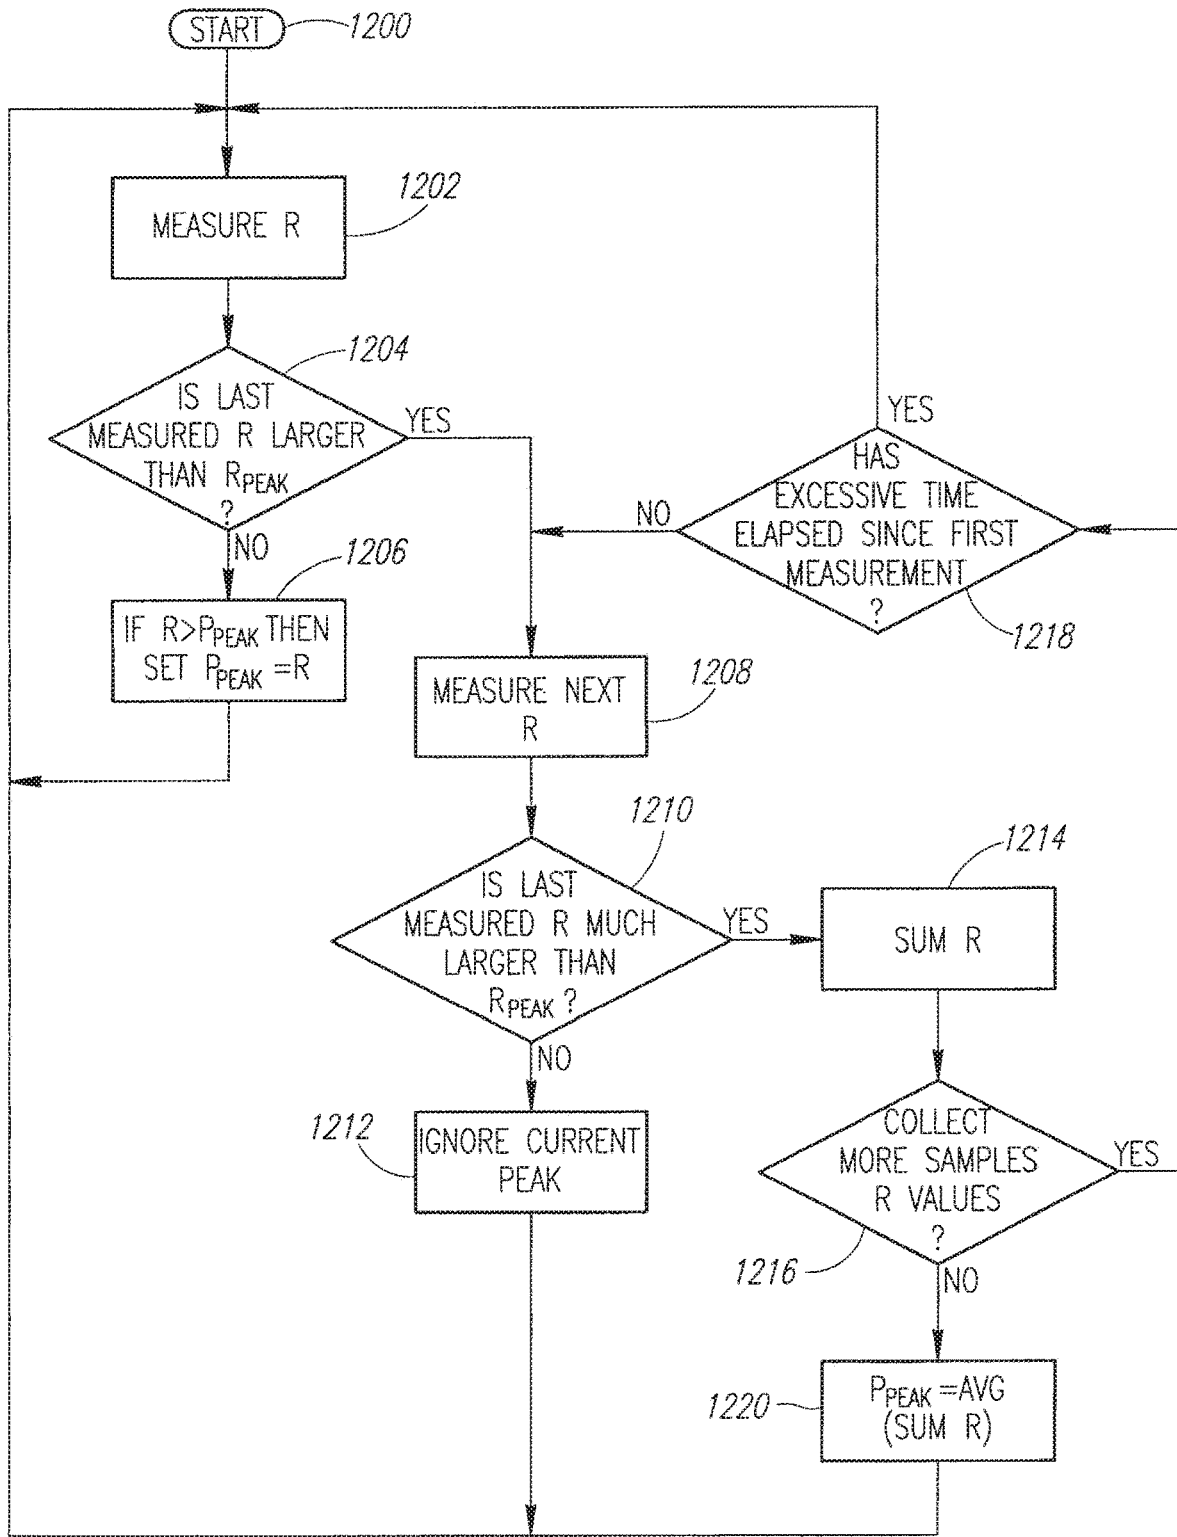 START
1200
1202
MEASURE R
1204
IS LAST
MEASURED R LARGER
THAN RPEAK
?
YES
NO
1206
IF R>PPEAK THEN
SET PPEAK =R
YES
HAS
EXCESSIVE TIME
ELAPSED SINCE FIRST
MEASUREMENT
?
NO
1218
1208
MEASURE NEXT
R
1210
IS LAST
MEASURED R MUCH
LARGER THAN
RPEAK ?
YES
NO
1214
SUM R
1212
IGNORE CURRENT
PEAK
COLLECT
MORE SAMPLES
R VALUES
?
YES
1216
NO
1220
PPEAK =AVG
(SUM R)